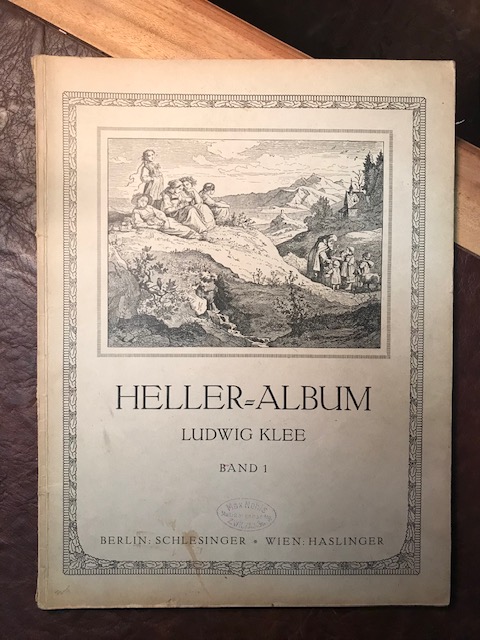 HELLER=ALBUM
LUDWIG KLEE
BAND 1
BERLIN: SCHLESINGER * WIEN: HASLINGER